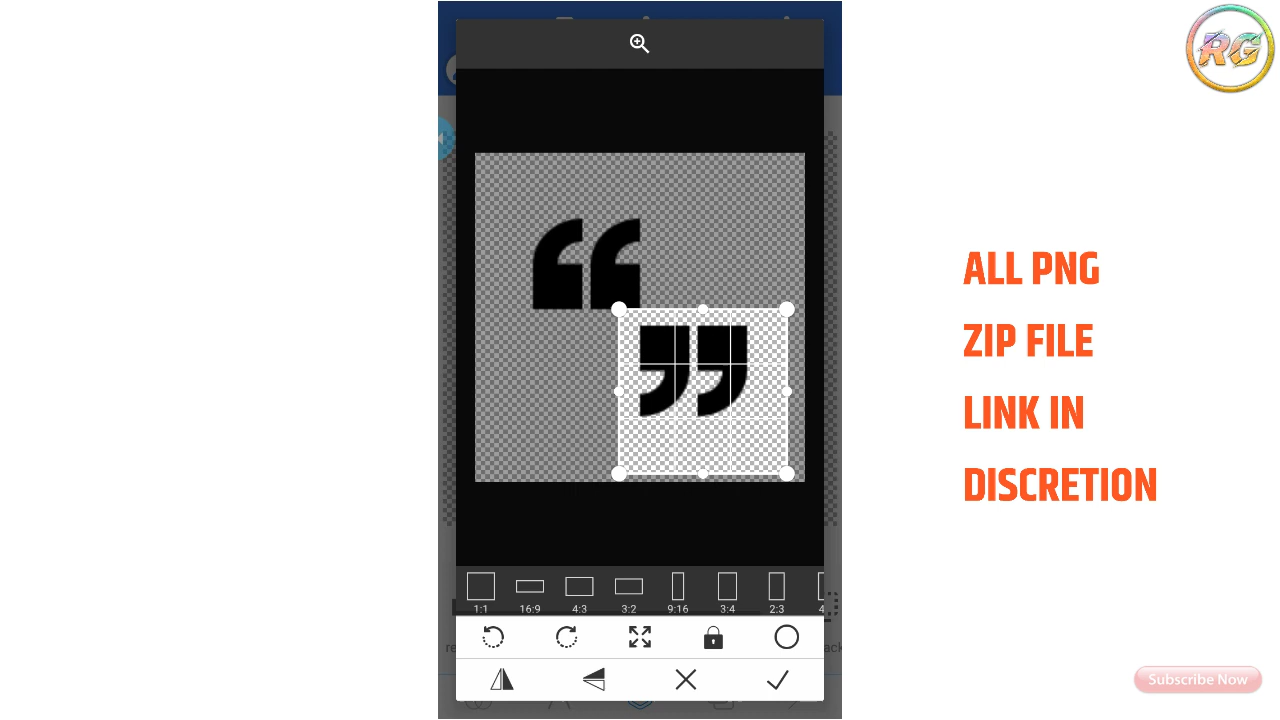 RG
ALL PNG
ZIP FILE
LINK IN
DISCRETION
1:1 16:9 4:3 3:2 9:16 3:4 2:3
Subscribe Now